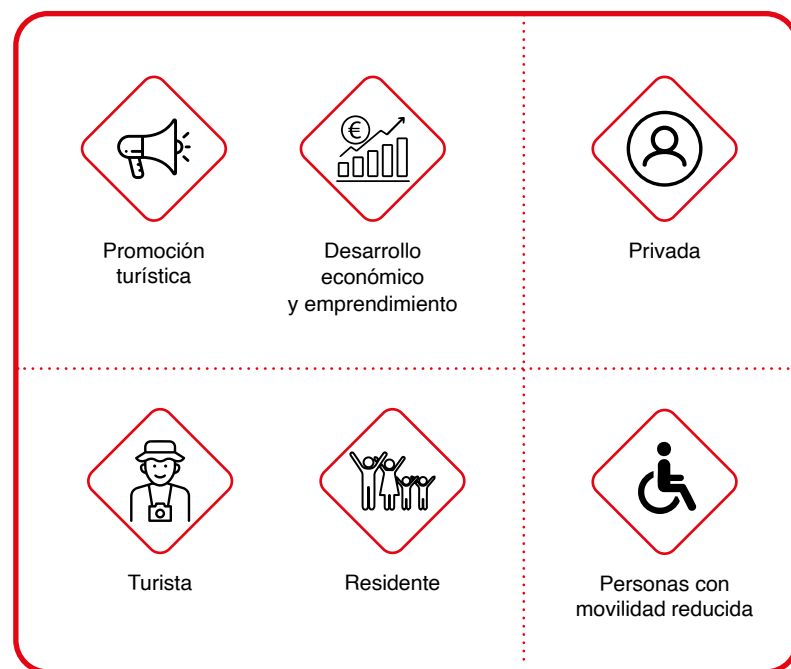 €
Promoción
turística
Desarrollo
económico
y emprendimiento
Privada
Turista
Residente
Personas con
movilidad reducida